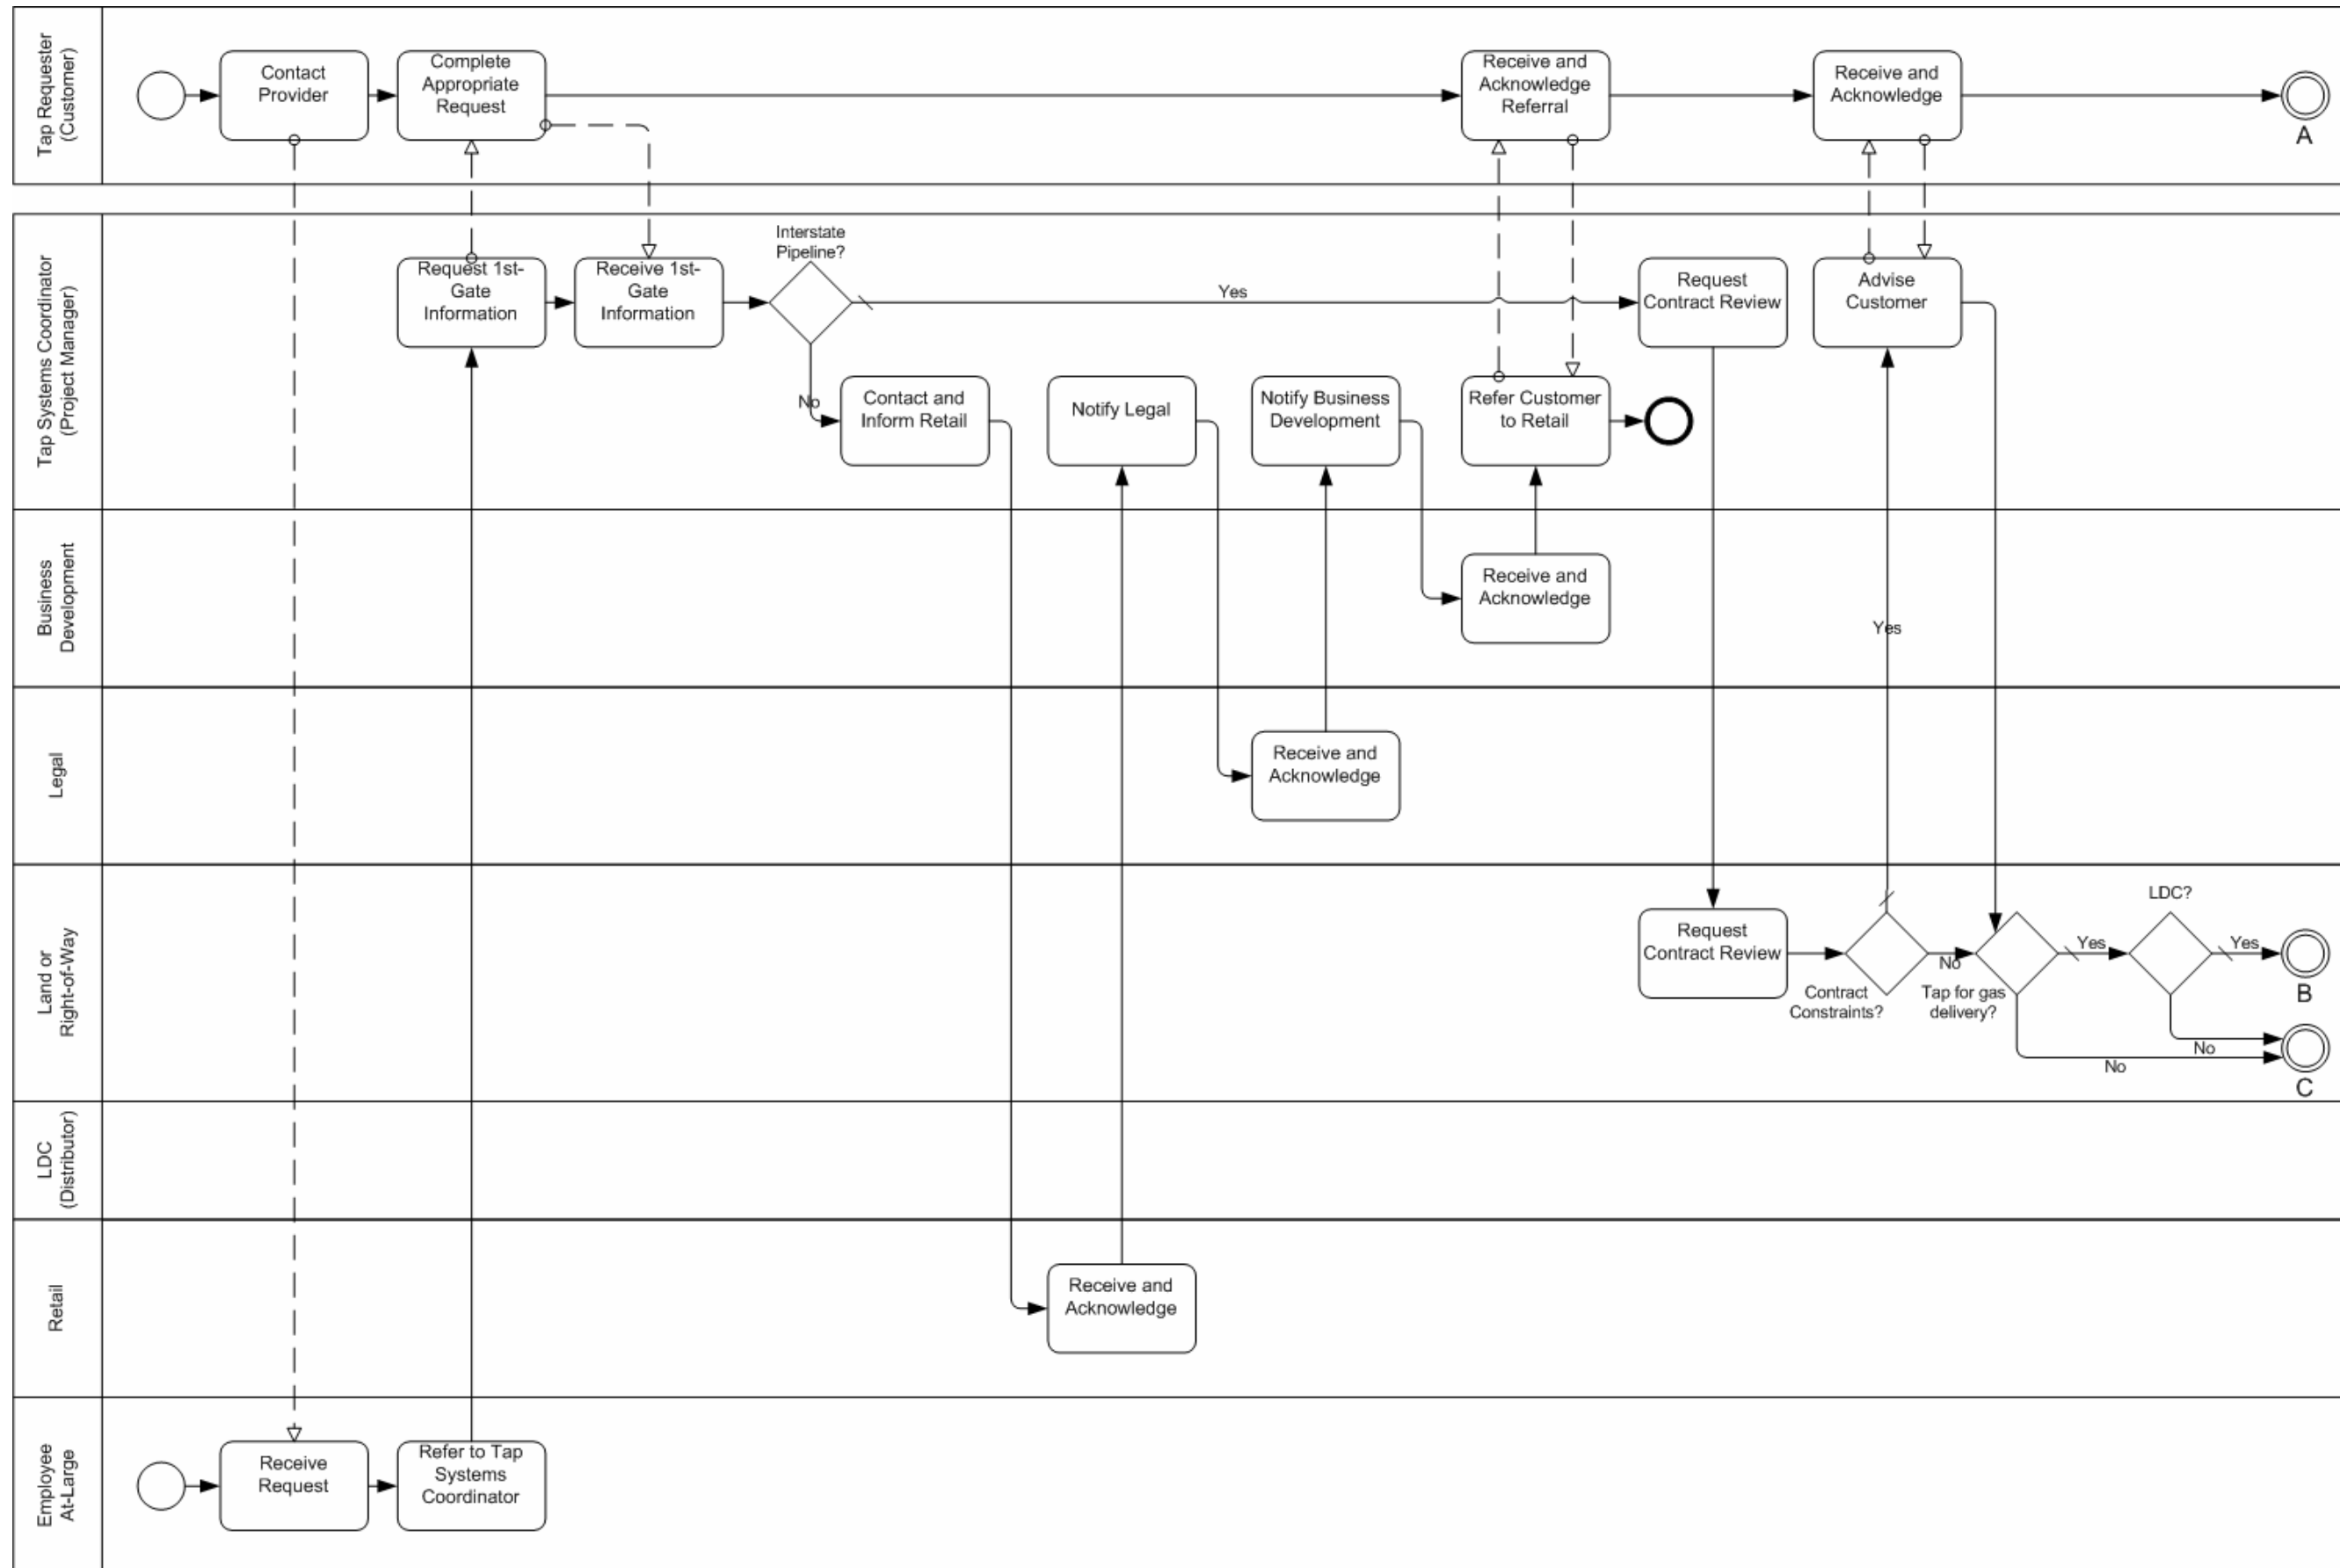 Tap Requester
(Customer)
Contact
Provider
Complete
Appropriate
Request
Receive and
Acknowledge
Referral
Receive and
Acknowledge
A
Tap Systems Coordinator
(Project Manager)
Request 1st-
Gate
Information
Receive 1st-
Gate
Information
Interstate
Pipeline?
Yes
Request
Contract Review
Advise
Customer
No
Contact and
Inform Retail
Notify Legal
Notify Business
Development
Refer Customer
to Retail
Business
Development
Receive and
Acknowledge
Yes
Legal
Receive and
Acknowledge
Land or
Right-of-Way
Request
Contract Review
Contract
Constraints?
No
Tap for gas
delivery?
Yes
LDC?
Yes
B
No
No
C
LDC
(Distributor)
Retail
Receive and
Acknowledge
Employee
At-Large
Receive
Request
Refer to Tap
Systems
Coordinator